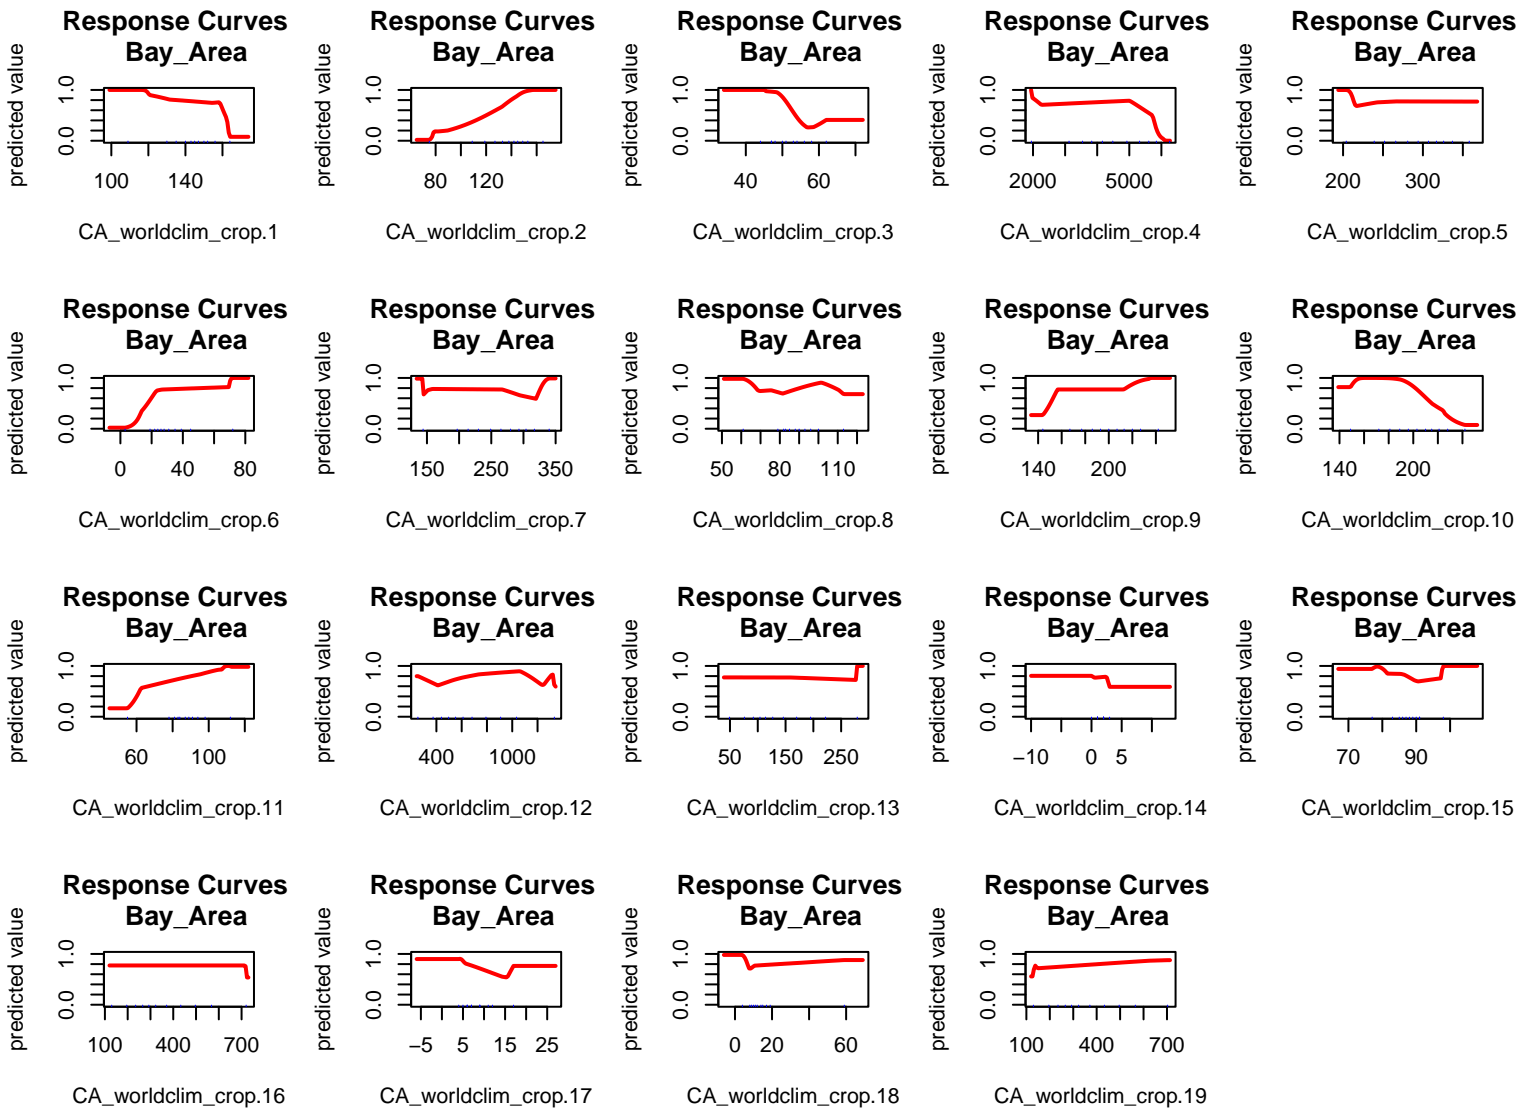 Response Curves
Bay_Area
predicted value
0.0 1.0
100 140
CA_worldclim_crop.1
Response Curves
Bay_Area
predicted value
0.0 1.0
80 120
CA_worldclim_crop.2
Response Curves
Bay_Area
predicted value
0.0 1.0
40 60
CA_worldclim_crop.3
Response Curves
Bay_Area
predicted value
0.0 1.0
2000 5000
CA_worldclim_crop.4
Response Curves
Bay_Area
predicted value
0.0 1.0
200 300
CA_worldclim_crop.5
Response Curves
Bay_Area
predicted value
0.0 1.0
0 40 80
CA_worldclim_crop.6
Response Curves
Bay_Area
predicted value
0.0 1.0
150 250 350
CA_worldclim_crop.7
Response Curves
Bay_Area
predicted value
0.0 1.0
50 80 110
CA_worldclim_crop.8
Response Curves
Bay_Area
predicted value
0.0 1.0
140 200
CA_worldclim_crop.9
Response Curves
Bay_Area
predicted value
0.0 1.0
140 200
CA_worldclim_crop.10
Response Curves
Bay_Area
predicted value
0.0 1.0
60 100
CA_worldclim_crop.11
Response Curves
Bay_Area
predicted value
0.0 1.0
400 1000
CA_worldclim_crop.12
Response Curves
Bay_Area
predicted value
0.0 1.0
50 150 250
CA_worldclim_crop.13
Response Curves
Bay_Area
predicted value
0.0 1.0
−10 0 5
CA_worldclim_crop.14
Response Curves
Bay_Area
predicted value
0.0 1.0
70 90
CA_worldclim_crop.15
Response Curves
Bay_Area
predicted value
0.0 1.0
100 400 700
CA_worldclim_crop.16
Response Curves
Bay_Area
predicted value
0.0 1.0
−5 5 15 25
CA_worldclim_crop.17
Response Curves
Bay_Area
predicted value
0.0 1.0
0 20 60
CA_worldclim_crop.18
Response Curves
Bay_Area
predicted value
0.0 1.0
100 400 700
CA_worldclim_crop.19